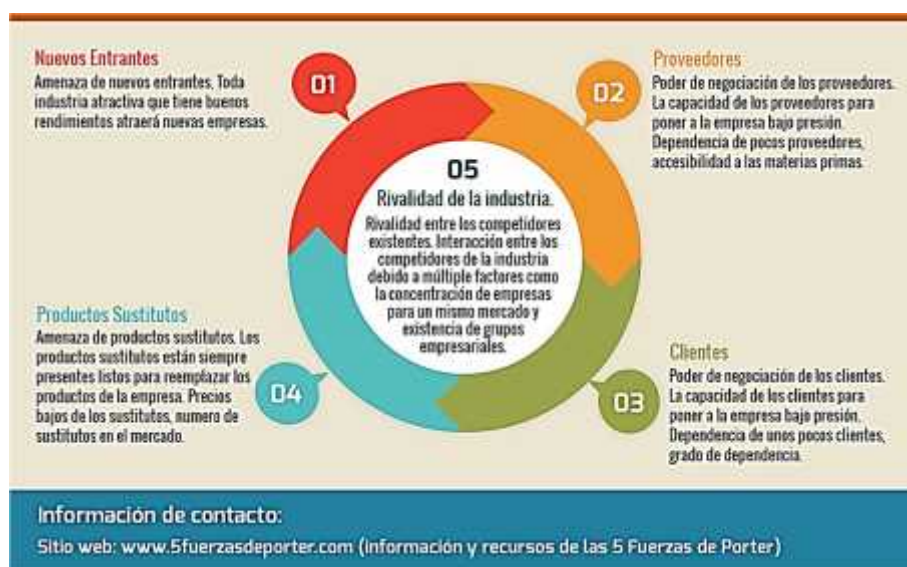 Nuevos Entrantes
Amenaza de nuevos entrantes. Toda
industria atractiva que tiene buenos
rendimientos atraerá nuevas empresas.
01
02
Proveedores
Poder de negociación de los proveedores.
La capacidad de los proveedores para
poner a la empresa bajo presión.
Dependencia de pocos proveedores,
accesibilidad a las materias primas.
05
Rivalidad de la industria.
Rivalidad entre los competidores
existentes. Interacción entre los
competidores de la industria
debido a múltiple factores como
la concentración de empresas
para un mismo mercado y
existencia de grupos
empresariales.
Productos Sustitutos
Amenaza de productos sustitutos. Los
productos sustitutos están siempre
presentes listos para reemplazar los
productos de la empresa. Precios
bajos de los sustitutos, numero de
sustitutos en el mercado.
04
03
Clientes
Poder de negociación de los clientes.
La capacidad de los clientes para
poner a la empresa bajo presión.
Dependencia de unos pocos clientes,
grado de dependencia.
Información de contacto:
Sitio web: www.5fuerzasdeporter.com (información y recursos de las 5 Fuerzas de Porter)